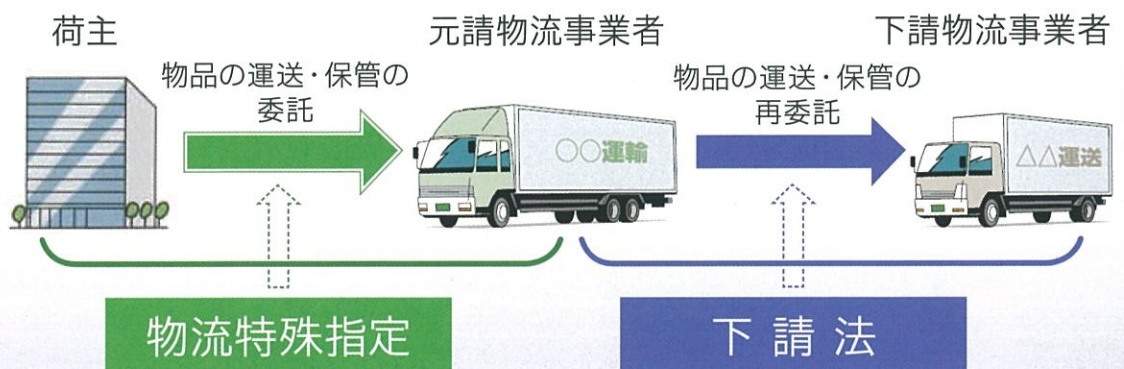 荷主
元請物流事業者
下請物流事業者
物品の運送・保管の
委託
物品の運送・保管の
再委託
○○運輸
△△運送
物流特殊指定
下請法